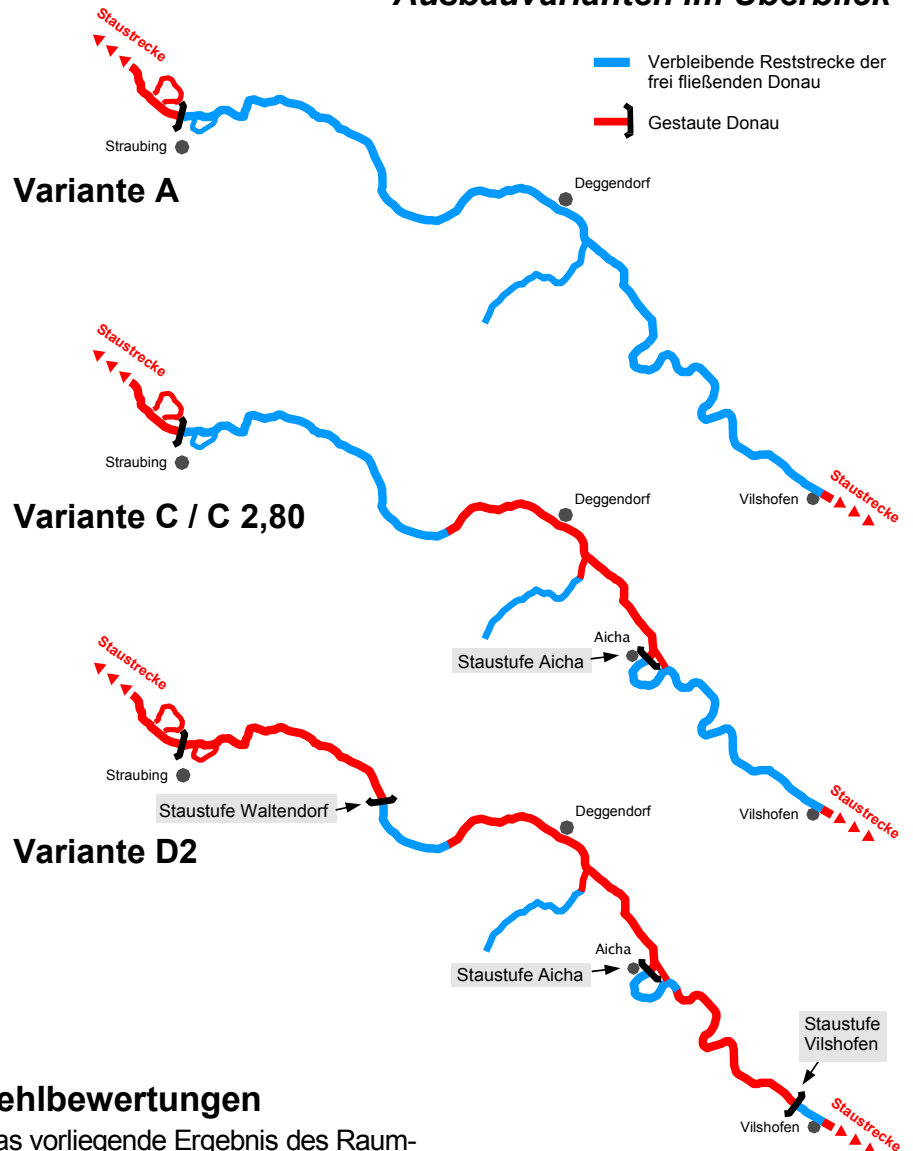 Ausbauvarianten im Überblick
Staustrecke
Verbleibende Reststrecke der
frei fließenden Donau
Gestaute Donau
Straubing
Variante A
Deggendorf
Staustrecke
Vilshofen
Staustrecke
Straubing
Variante C / C 2,80
Deggendorf
Aicha
Staustufe Aicha
Vilshofen
Staustrecke
Staustrecke
Straubing
Staustufe Waltendorf
Variante D2
Deggendorf
Aicha
Staustufe Aicha
Staustufe
Vilshofen
Vilshofen
Staustrecke
ehlbewertungen
as vorliegende Ergebnis des Raum-